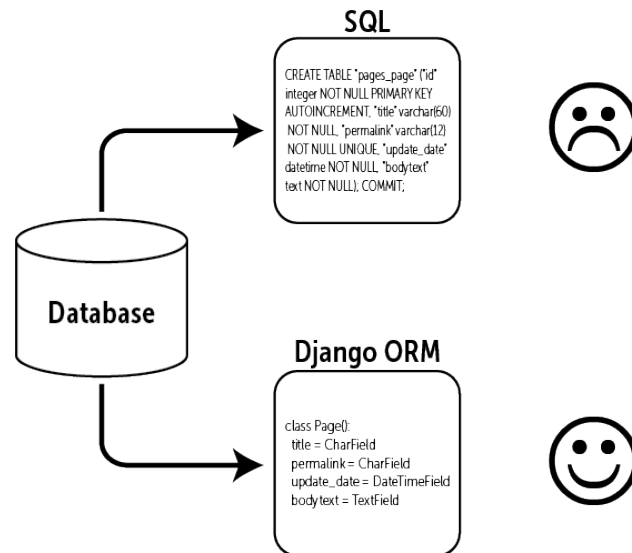 SQL
CREATE TABLE "pages_page" ("id"
integer NOT NULL PRIMARY KEY
AUTOINCREMENT, "title" varchar(60)
NOT NULL, "permalink" varchar(12)
NOT NULL UNIQUE, "update_date"
datetime NOT NULL, "bodytext"
text NOT NULL); COMMIT;
Database
Django ORM
class Page():
title = CharField
permalink = CharField
update_date = DateTimeField
bodytext = TextField